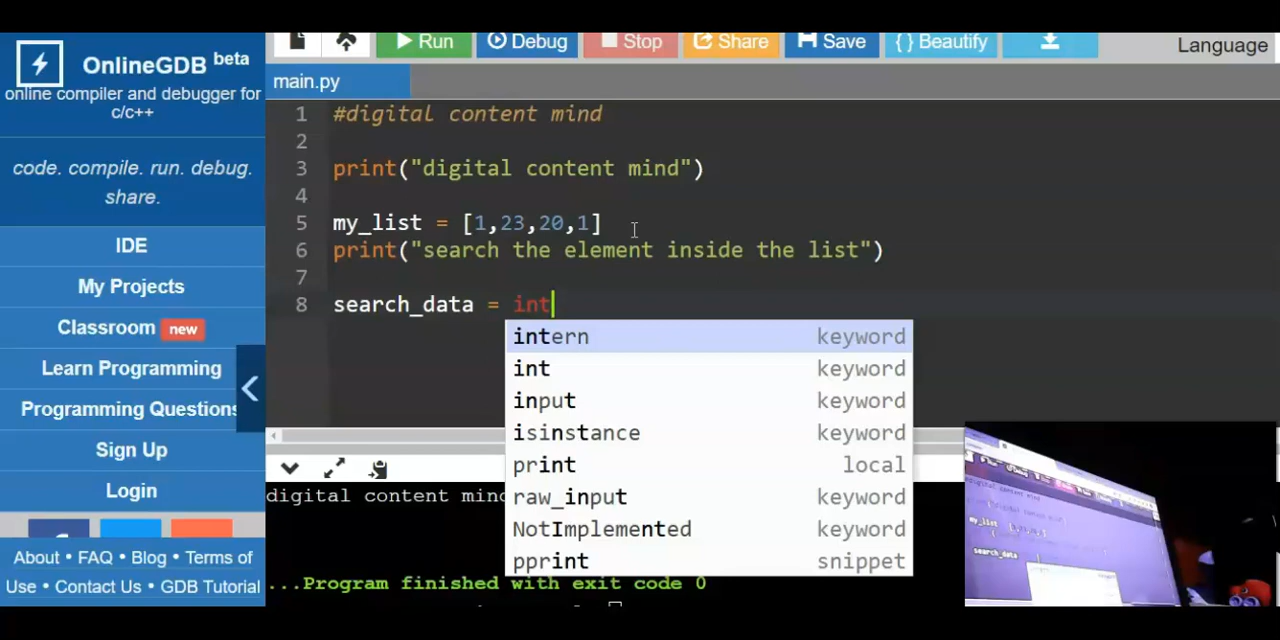 OnlineGDB beta
online compiler and debugger for
c/c++
code. compile. run. debug.
share.
IDE
My Projects
Classroom new
Learn Programming
Programming Questions
Sign Up
Login
About • FAQ • Blog • Terms of
Use • Contact Us • GDB Tutorial
Run
Debug
Stop
Share
Save
{ } Beautify
Language
main.py
1 #digital content mind
2
3 print("digital content mind")
4
5 my_list = [1,23,20,1]
6 print("search the element inside the list")
7
8 search_data = int
intern keyword
int keyword
input keyword
isinstance keyword
print local
raw_input keyword
NotImplemented keyword
pprint snippet
digital content mind
...Program finished with exit code 0
my_list
search_data